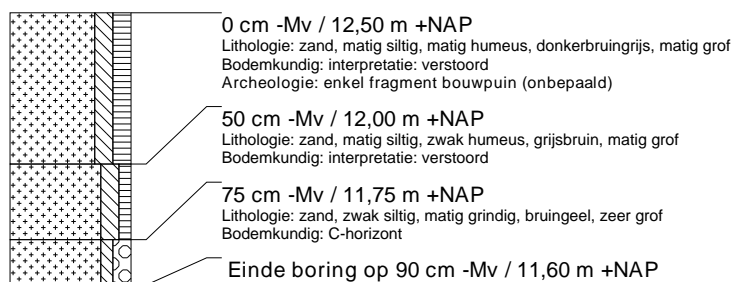 0 cm -Mv / 12,50 m +NAP
Lithologie: zand, matig siltig, matig humeus, donkerbruingrijs, matig grof
Bodemkundig: interpretatie: verstoord
Archeologie: enkel fragment bouwpuin (onbepaald)
50 cm -Mv / 12,00 m +NAP
Lithologie: zand, matig siltig, zwak humeus, grijsbruin, matig grof
Bodemkundig: interpretatie: verstoord
75 cm -Mv / 11,75 m +NAP
Lithologie: zand, zwak siltig, matig grindig, bruingeel, zeer grof
Bodemkundig: C-horizont
Einde boring op 90 cm -Mv / 11,60 m +NAP